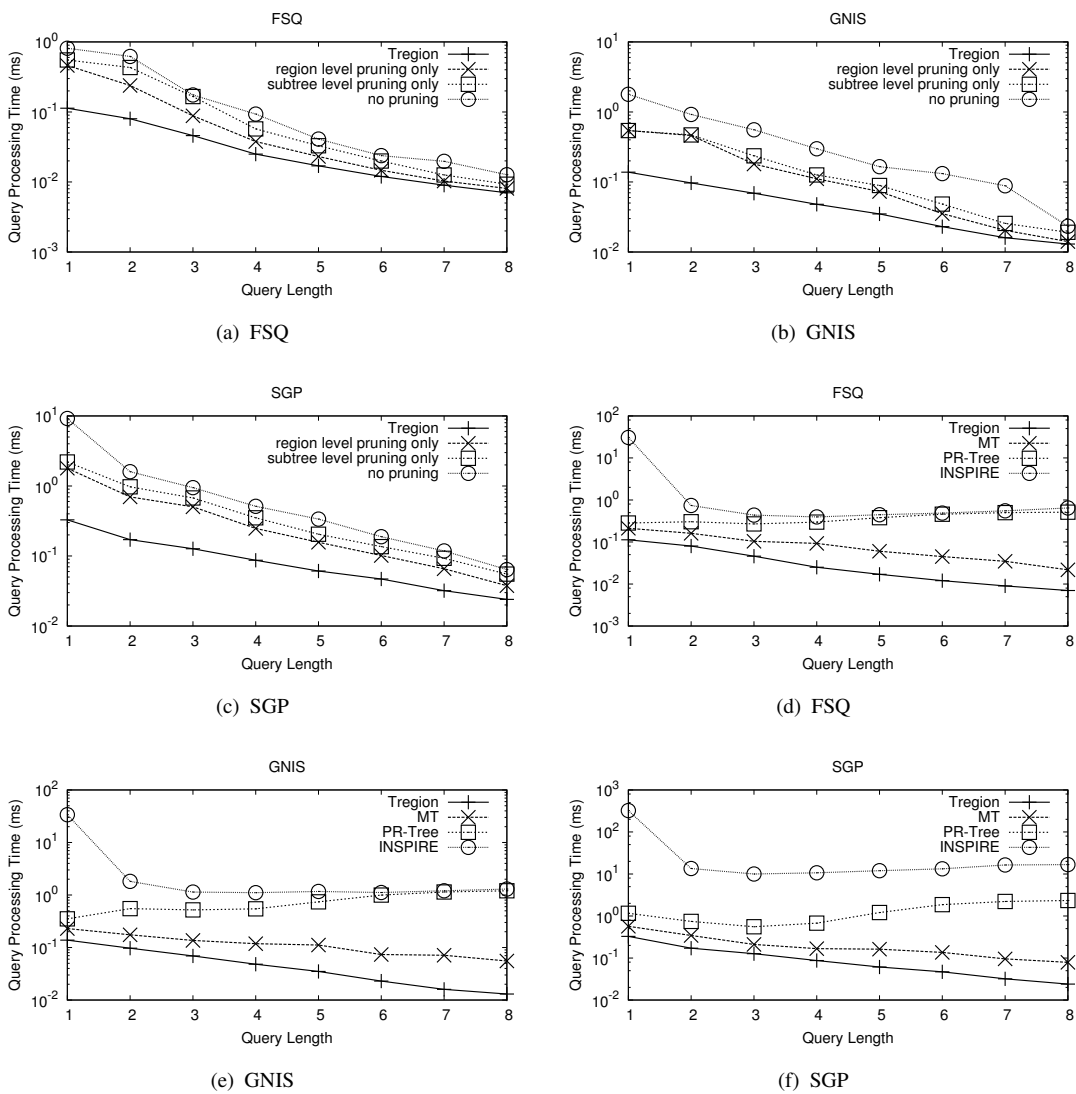 FSQ
Query Processing Time (ms)
10^0
10^-1
10^-2
10^-3
Tregion
region level pruning only
subtree level pruning only
no pruning
1 2 3 4 5 6 7 8
Query Length
(a) FSQ
GNIS
Query Processing Time (ms)
10^1
10^0
10^-1
10^-2
Tregion
region level pruning only
subtree level pruning only
no pruning
1 2 3 4 5 6 7 8
Query Length
(b) GNIS
SGP
Query Processing Time (ms)
10^1
10^0
10^-1
10^-2
Tregion
region level pruning only
subtree level pruning only
no pruning
1 2 3 4 5 6 7 8
Query Length
(c) SGP
FSQ
Query Processing Time (ms)
10^2
10^1
10^0
10^-1
10^-2
10^-3
Tregion
MT
PR-Tree
INSPIRE
1 2 3 4 5 6 7 8
Query Length
(d) FSQ
GNIS
Query Processing Time (ms)
10^2
10^1
10^0
10^-1
10^-2
Tregion
MT
PR-Tree
INSPIRE
1 2 3 4 5 6 7 8
Query Length
(e) GNIS
SGP
Query Processing Time (ms)
10^3
10^2
10^1
10^0
10^-1
10^-2
Tregion
MT
PR-Tree
INSPIRE
1 2 3 4 5 6 7 8
Query Length
(f) SGP